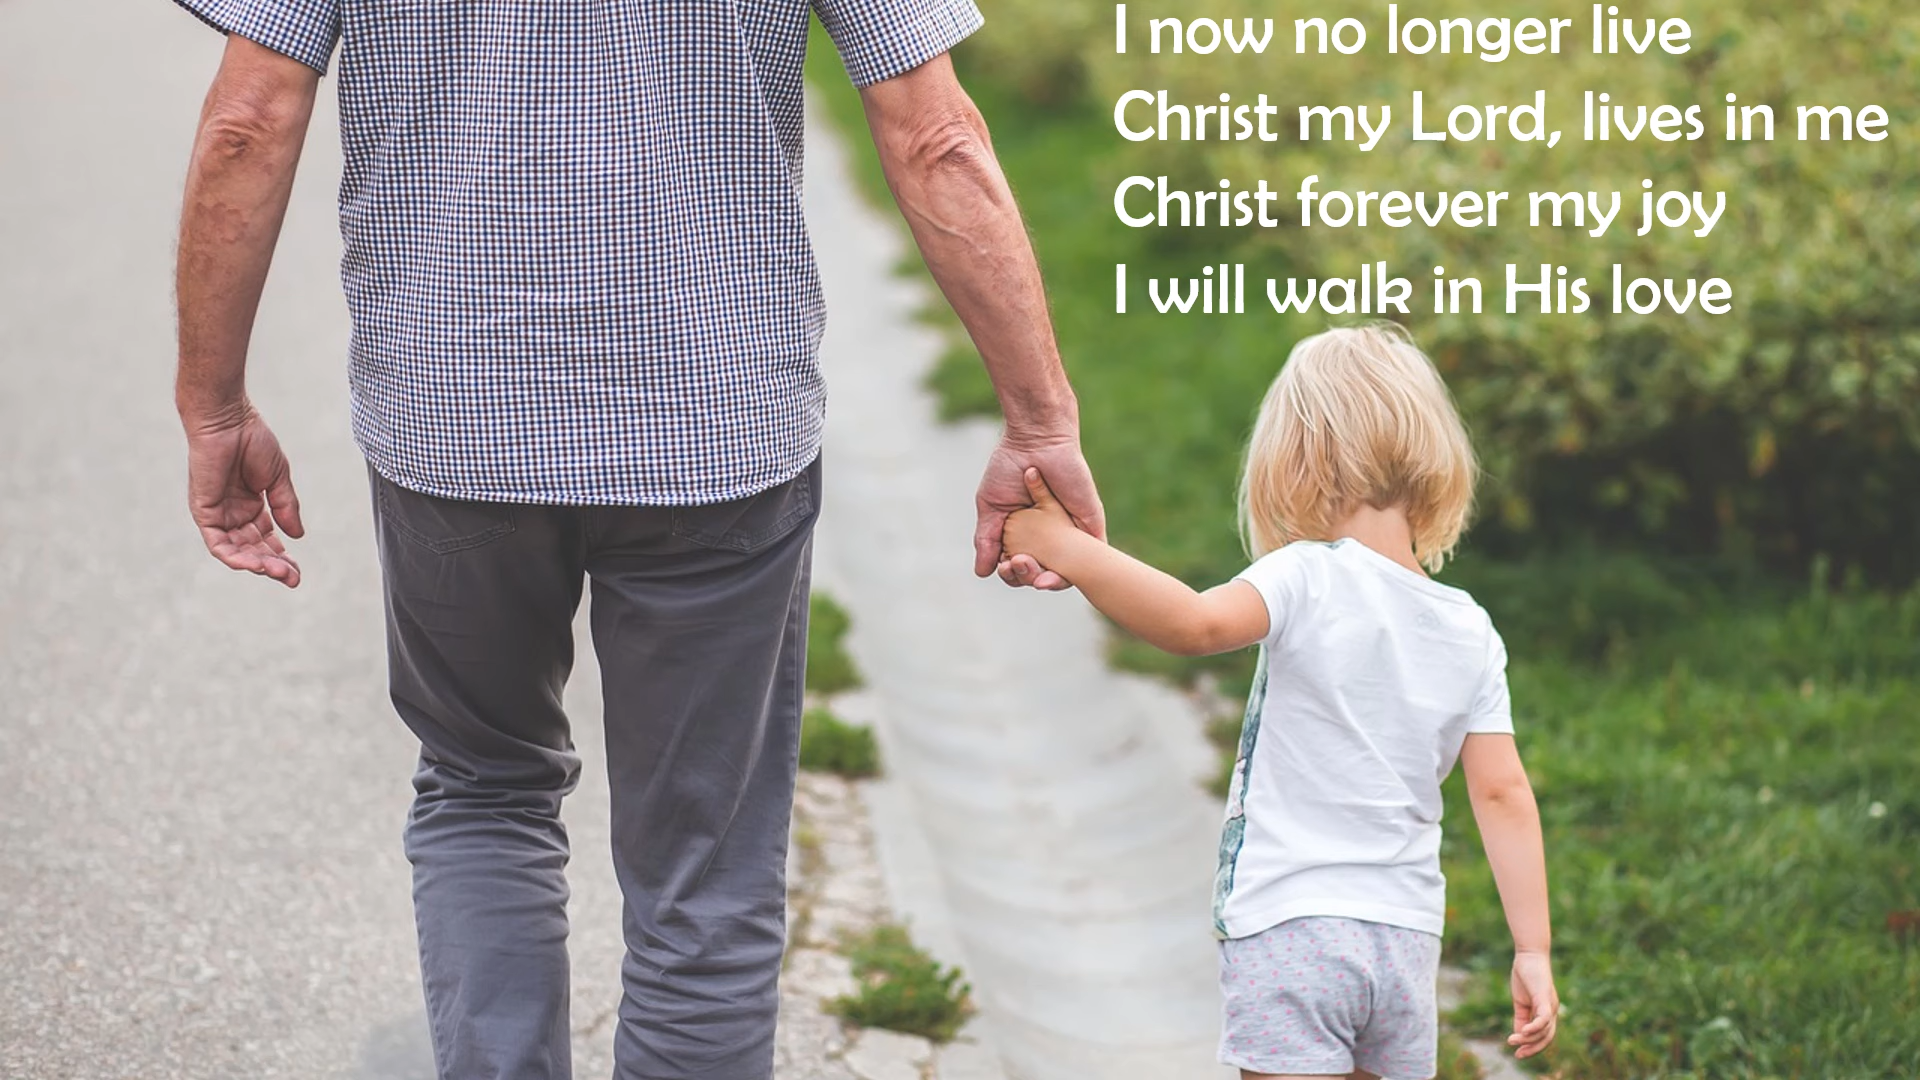 I now no longer live
Christ my Lord, lives in me
Christ forever my joy
I will walk in His love